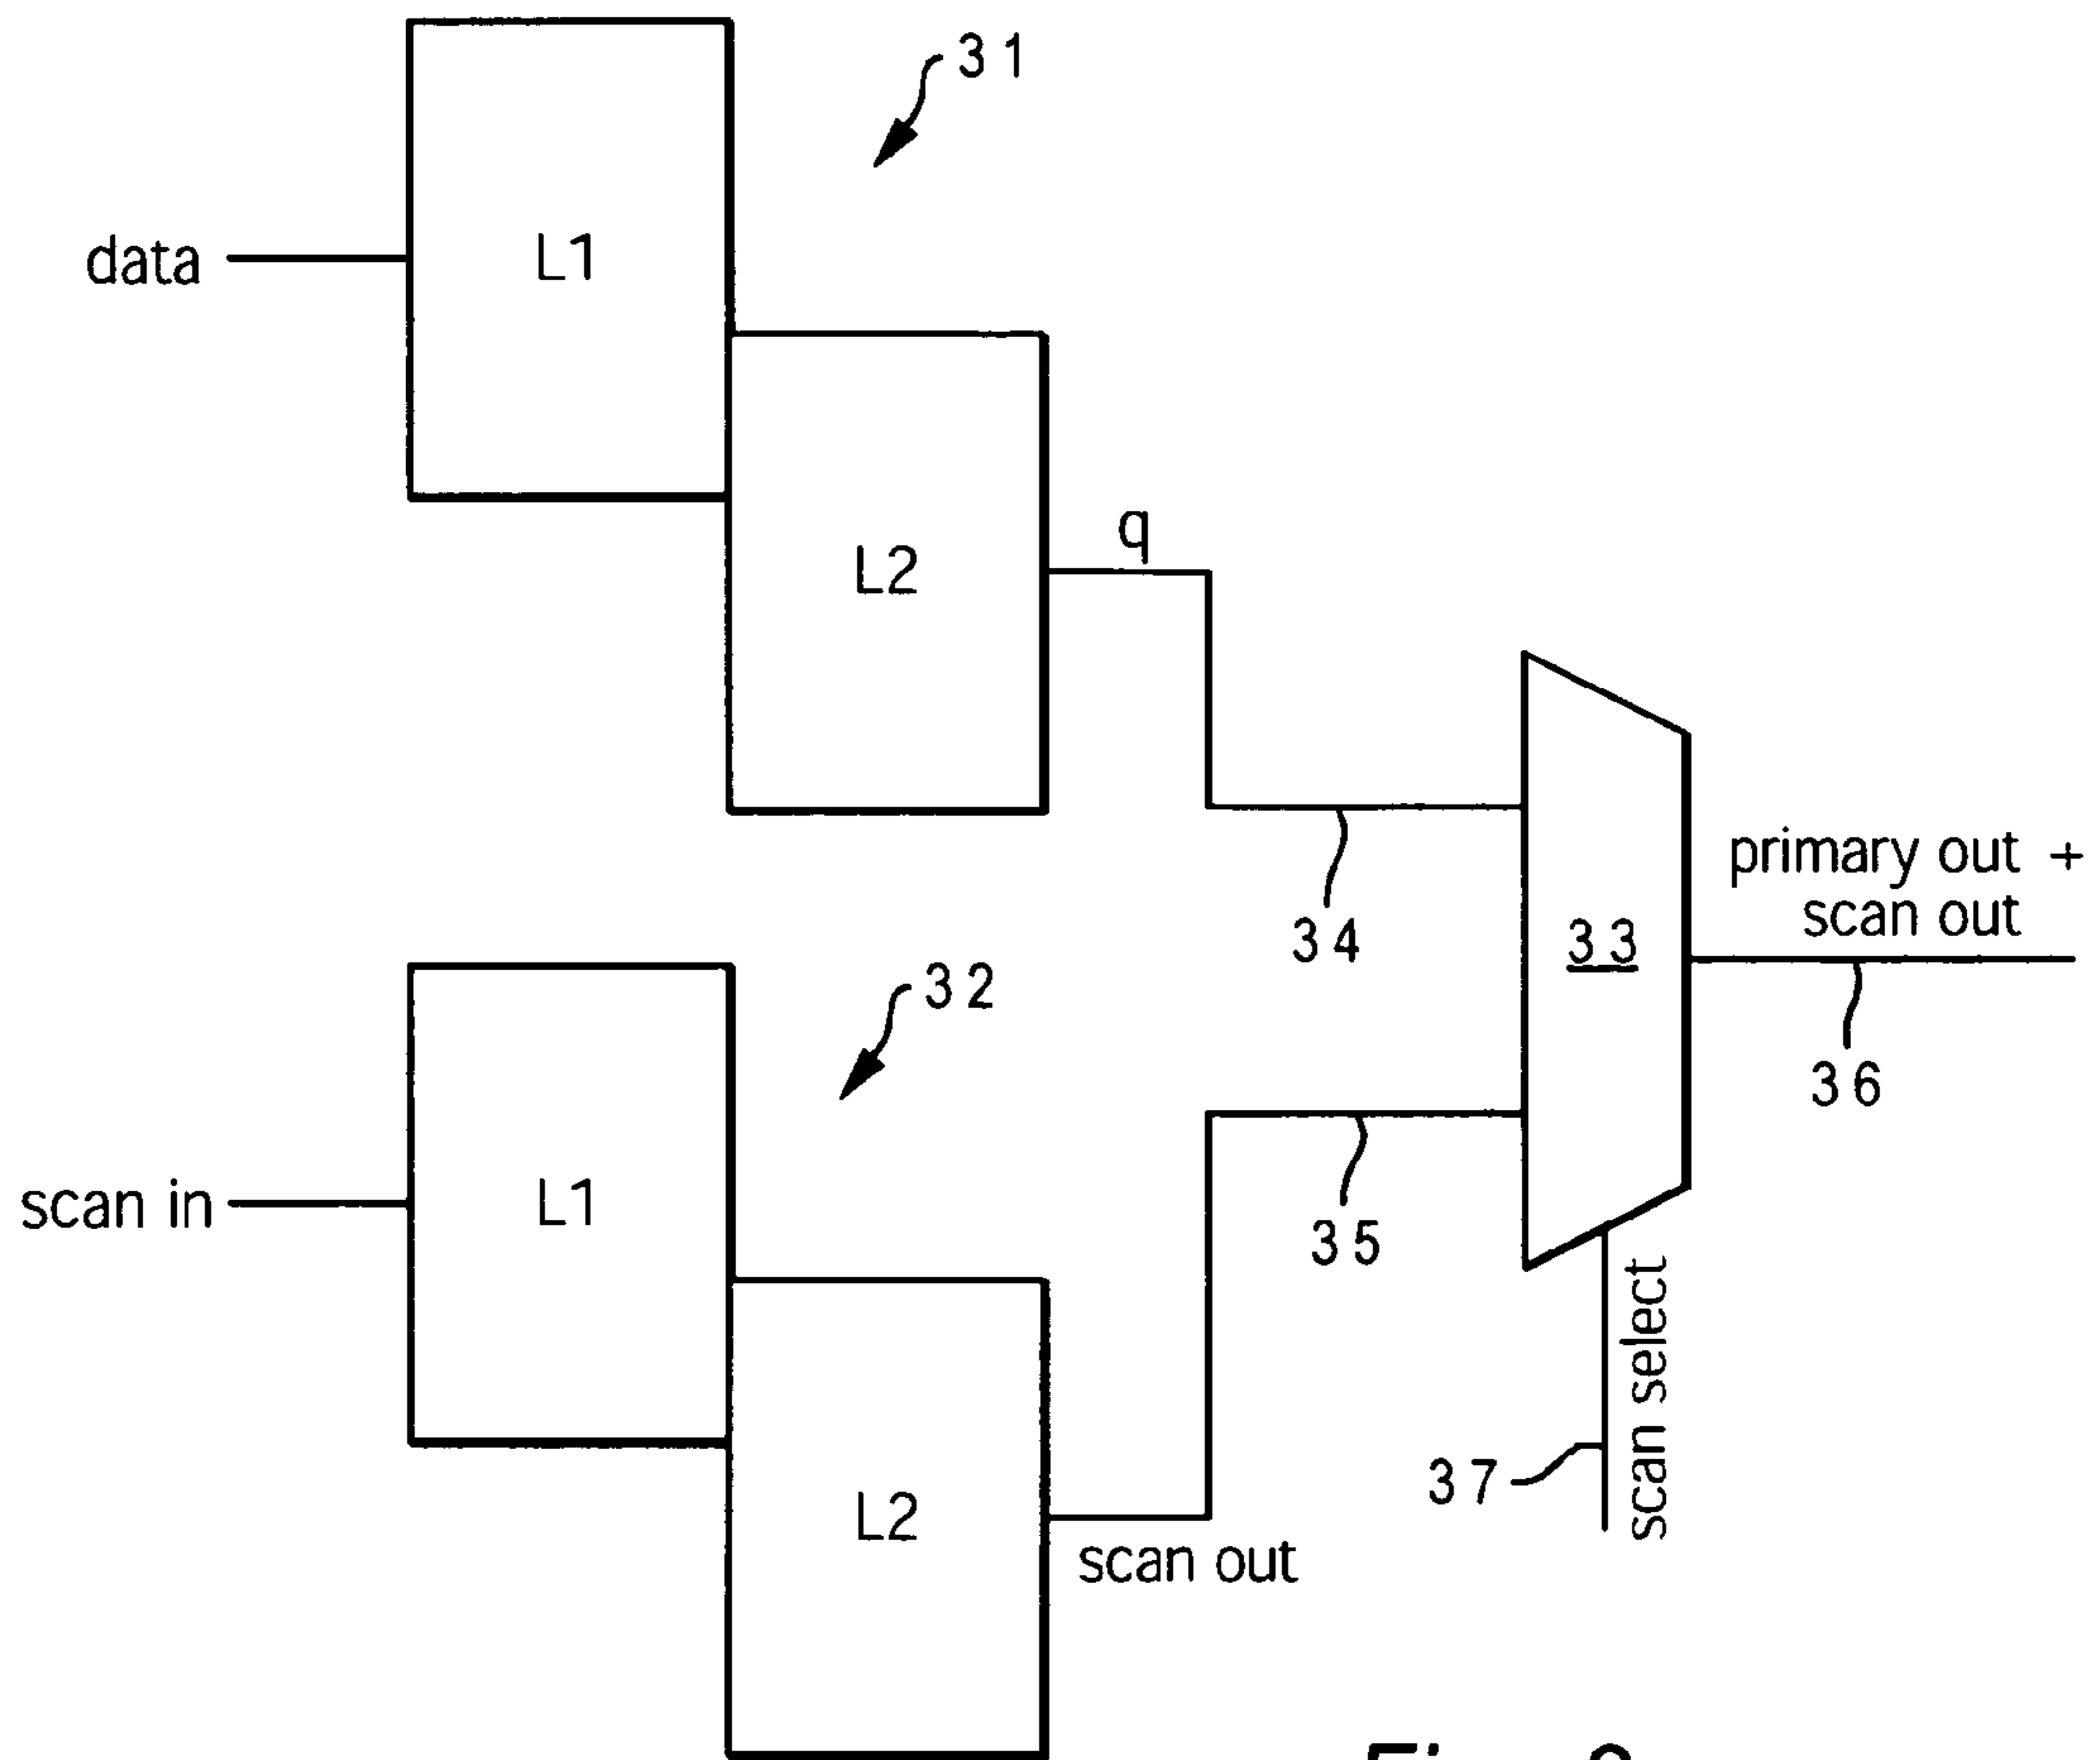 31
data
L1
L2
q
34
33
primary out +
scan out
36
32
scan in
L1
35
L2
scan out
37
scan select